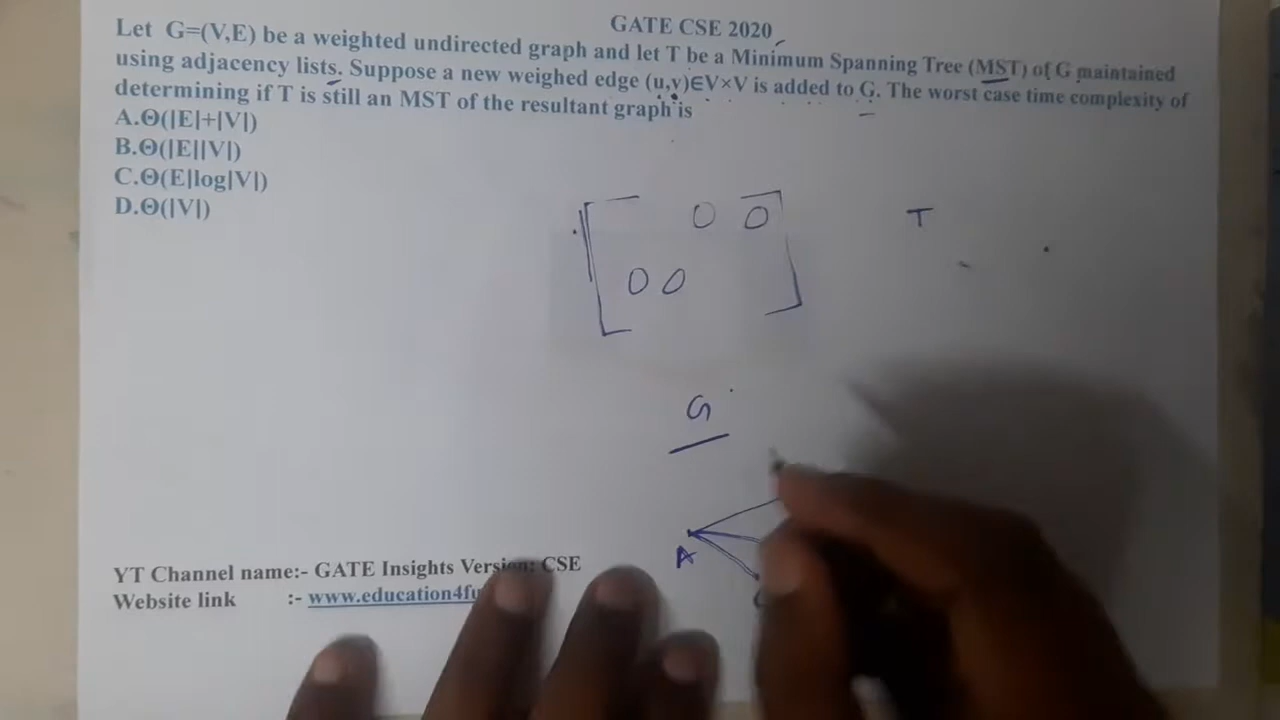 GATE CSE 2020
Let G=(V,E) be a weighted undirected graph and let T be a Minimum Spanning Tree (MST) of G maintained
using adjacency lists. Suppose a new weighed edge (u,v)∈V×V is added to G. The worst case time complexity of
determining if T is still an MST of the resultant graph is
A.Θ(|E|+|V|)
B.Θ(|E||V|)
C.Θ(E|log|V|)
D.Θ(|V|)
0 0
T
0 0
G
A
YT Channel name:- GATE Insights Version: CSE
Website link :- www.education4fu